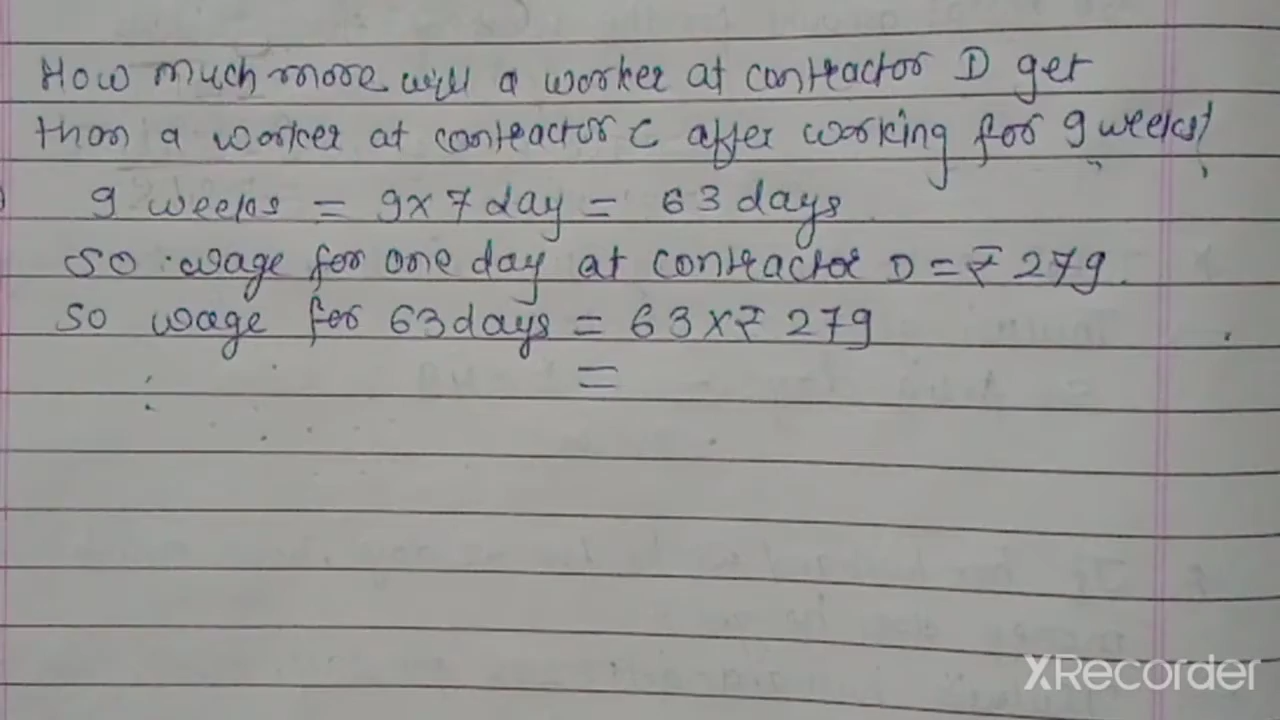 How much more will a worker at contractor D get
than a worker at contractor C after working for 9 weeks?
9 weeks = 9x7 day = 63 days
so wage for one day at contractor D = ₹ 279.
so wage for 63 days = 63 x ₹ 279
=
XRecorder